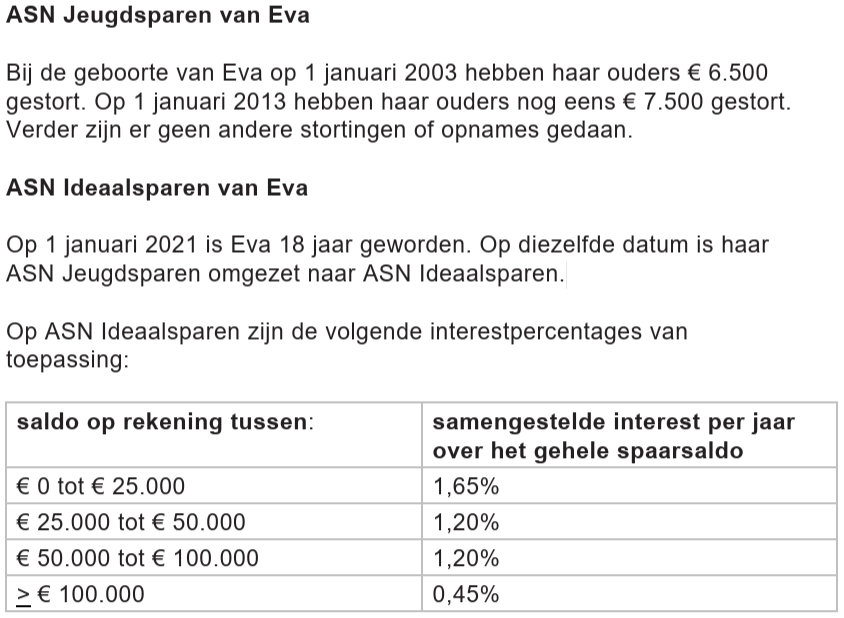 ASN Jeugdsparen van Eva
Bij de geboorte van Eva op 1 januari 2003 hebben haar ouders € 6.500
gestort. Op 1 januari 2013 hebben haar ouders nog eens € 7.500 gestort.
Verder zijn er geen andere stortingen of opnames gedaan.
ASN Ideaalsparen van Eva
Op 1 januari 2021 is Eva 18 jaar geworden. Op diezelfde datum is haar
ASN Jeugdsparen omgezet naar ASN Ideaalsparen.
Op ASN Ideaalsparen zijn de volgende interestpercentages van
toepassing:
saldo op rekening tussen: samengestelde interest per jaar
over het gehele spaarsaldo
€ 0 tot € 25.000 1,65%
€ 25.000 tot € 50.000 1,20%
€ 50.000 tot € 100.000 1,20%
≥ € 100.000 0,45%